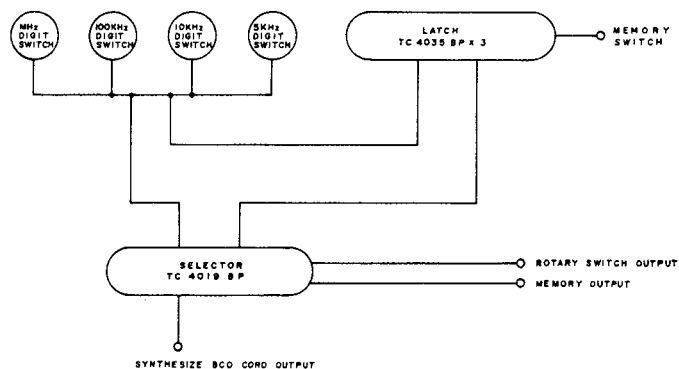 MHz
DIGIT
SWITCH
100KHz
DIGIT
SWITCH
10KHz
DIGIT
SWITCH
5KHz
DIGIT
SWITCH
LATCH
TC 4035 BP X 3
MEMORY
SWITCH
SELECTOR
TC 4019 BP
ROTARY SWITCH OUTPUT
MEMORY OUTPUT
SYNTHESIZE BCD CORD OUTPUT